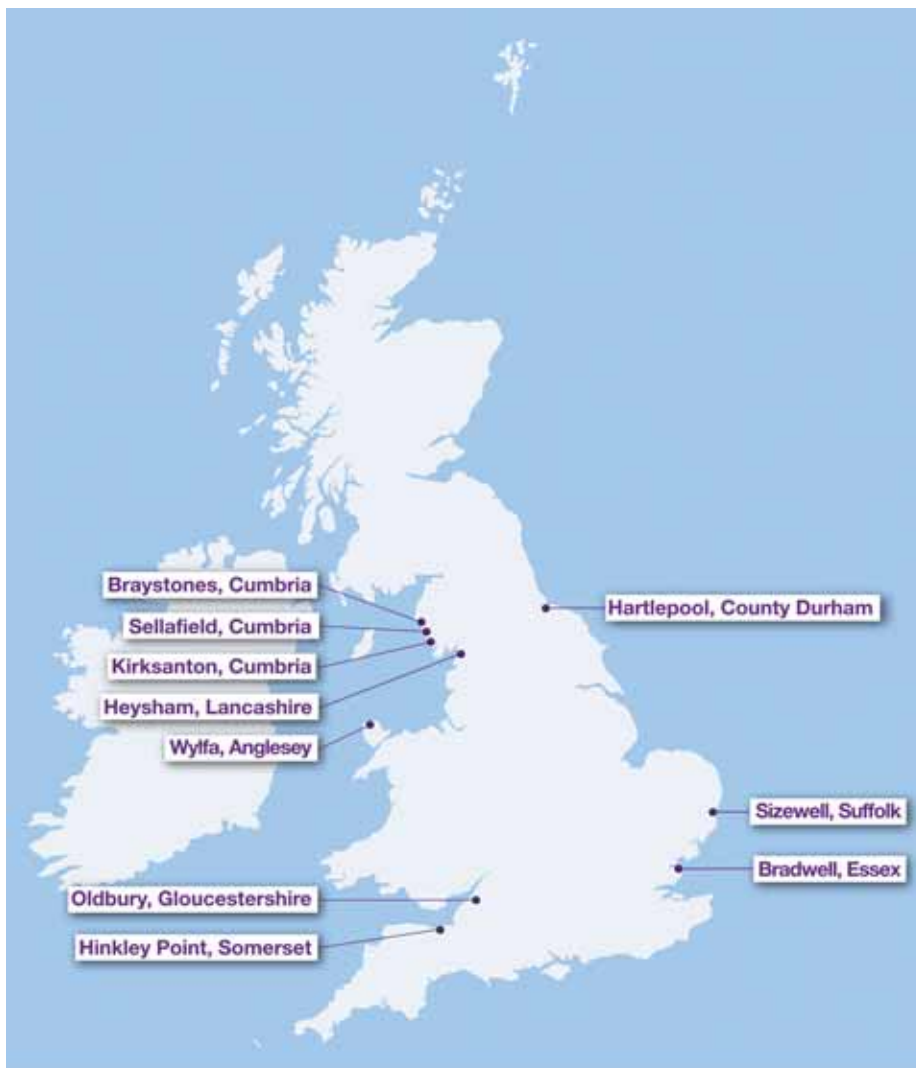 Braystones, Cumbria
Sellafield, Cumbria
Kirksanton, Cumbria
Heysham, Lancashire
Wylfa, Anglesey
Oldbury, Gloucestershire
Hinkley Point, Somerset
Hartlepool, County Durham
Sizewell, Suffolk
Bradwell, Essex